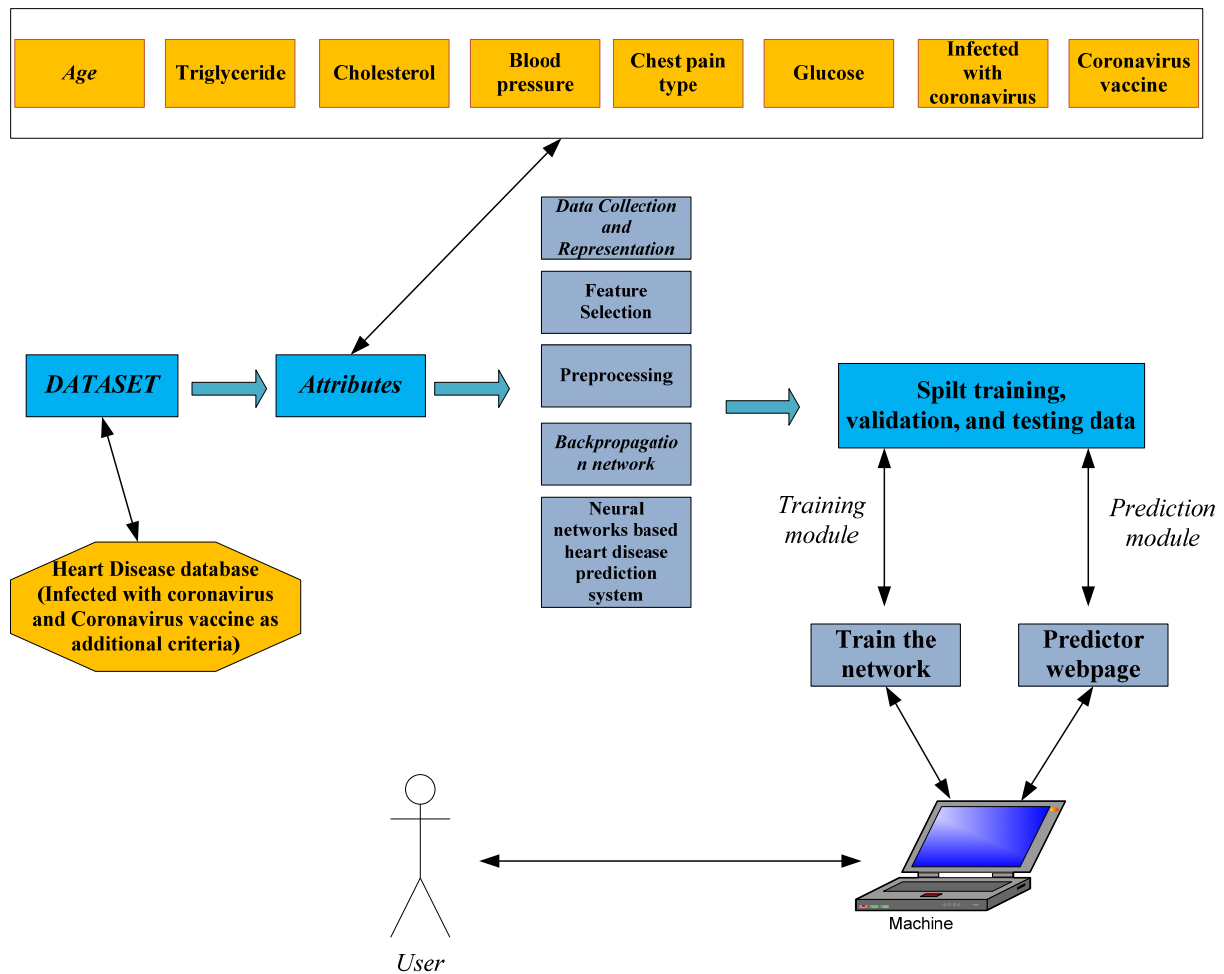 Age
Triglyceride
Cholesterol
Blood
pressure
Chest pain
type
Glucose
Infected
with
coronavirus
Coronavirus
vaccine
Data Collection
and
Representation
Feature
Selection
Preprocessing
Backpropagatio
n network
Neural
networks based
heart disease
prediction
system
DATASET
Attributes
Spilt training,
validation, and testing data
Heart Disease database
(Infected with coronavirus
and Coronavirus vaccine as
additional criteria)
Training
module
Prediction
module
Train the
network
Predictor
webpage
Machine
User